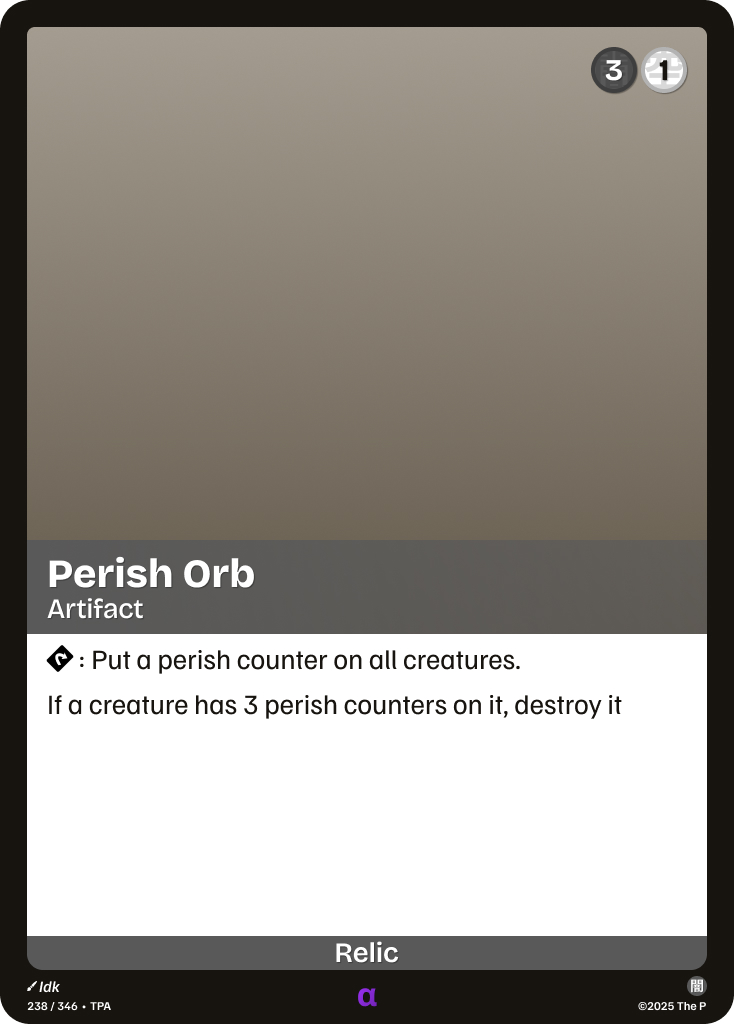 3 1
Perish Orb
Artifact
: Put a perish counter on all creatures.
If a creature has 3 perish counters on it, destroy it
Relic
Idk
238 / 346 • TPA
α
闇
©2025 The P